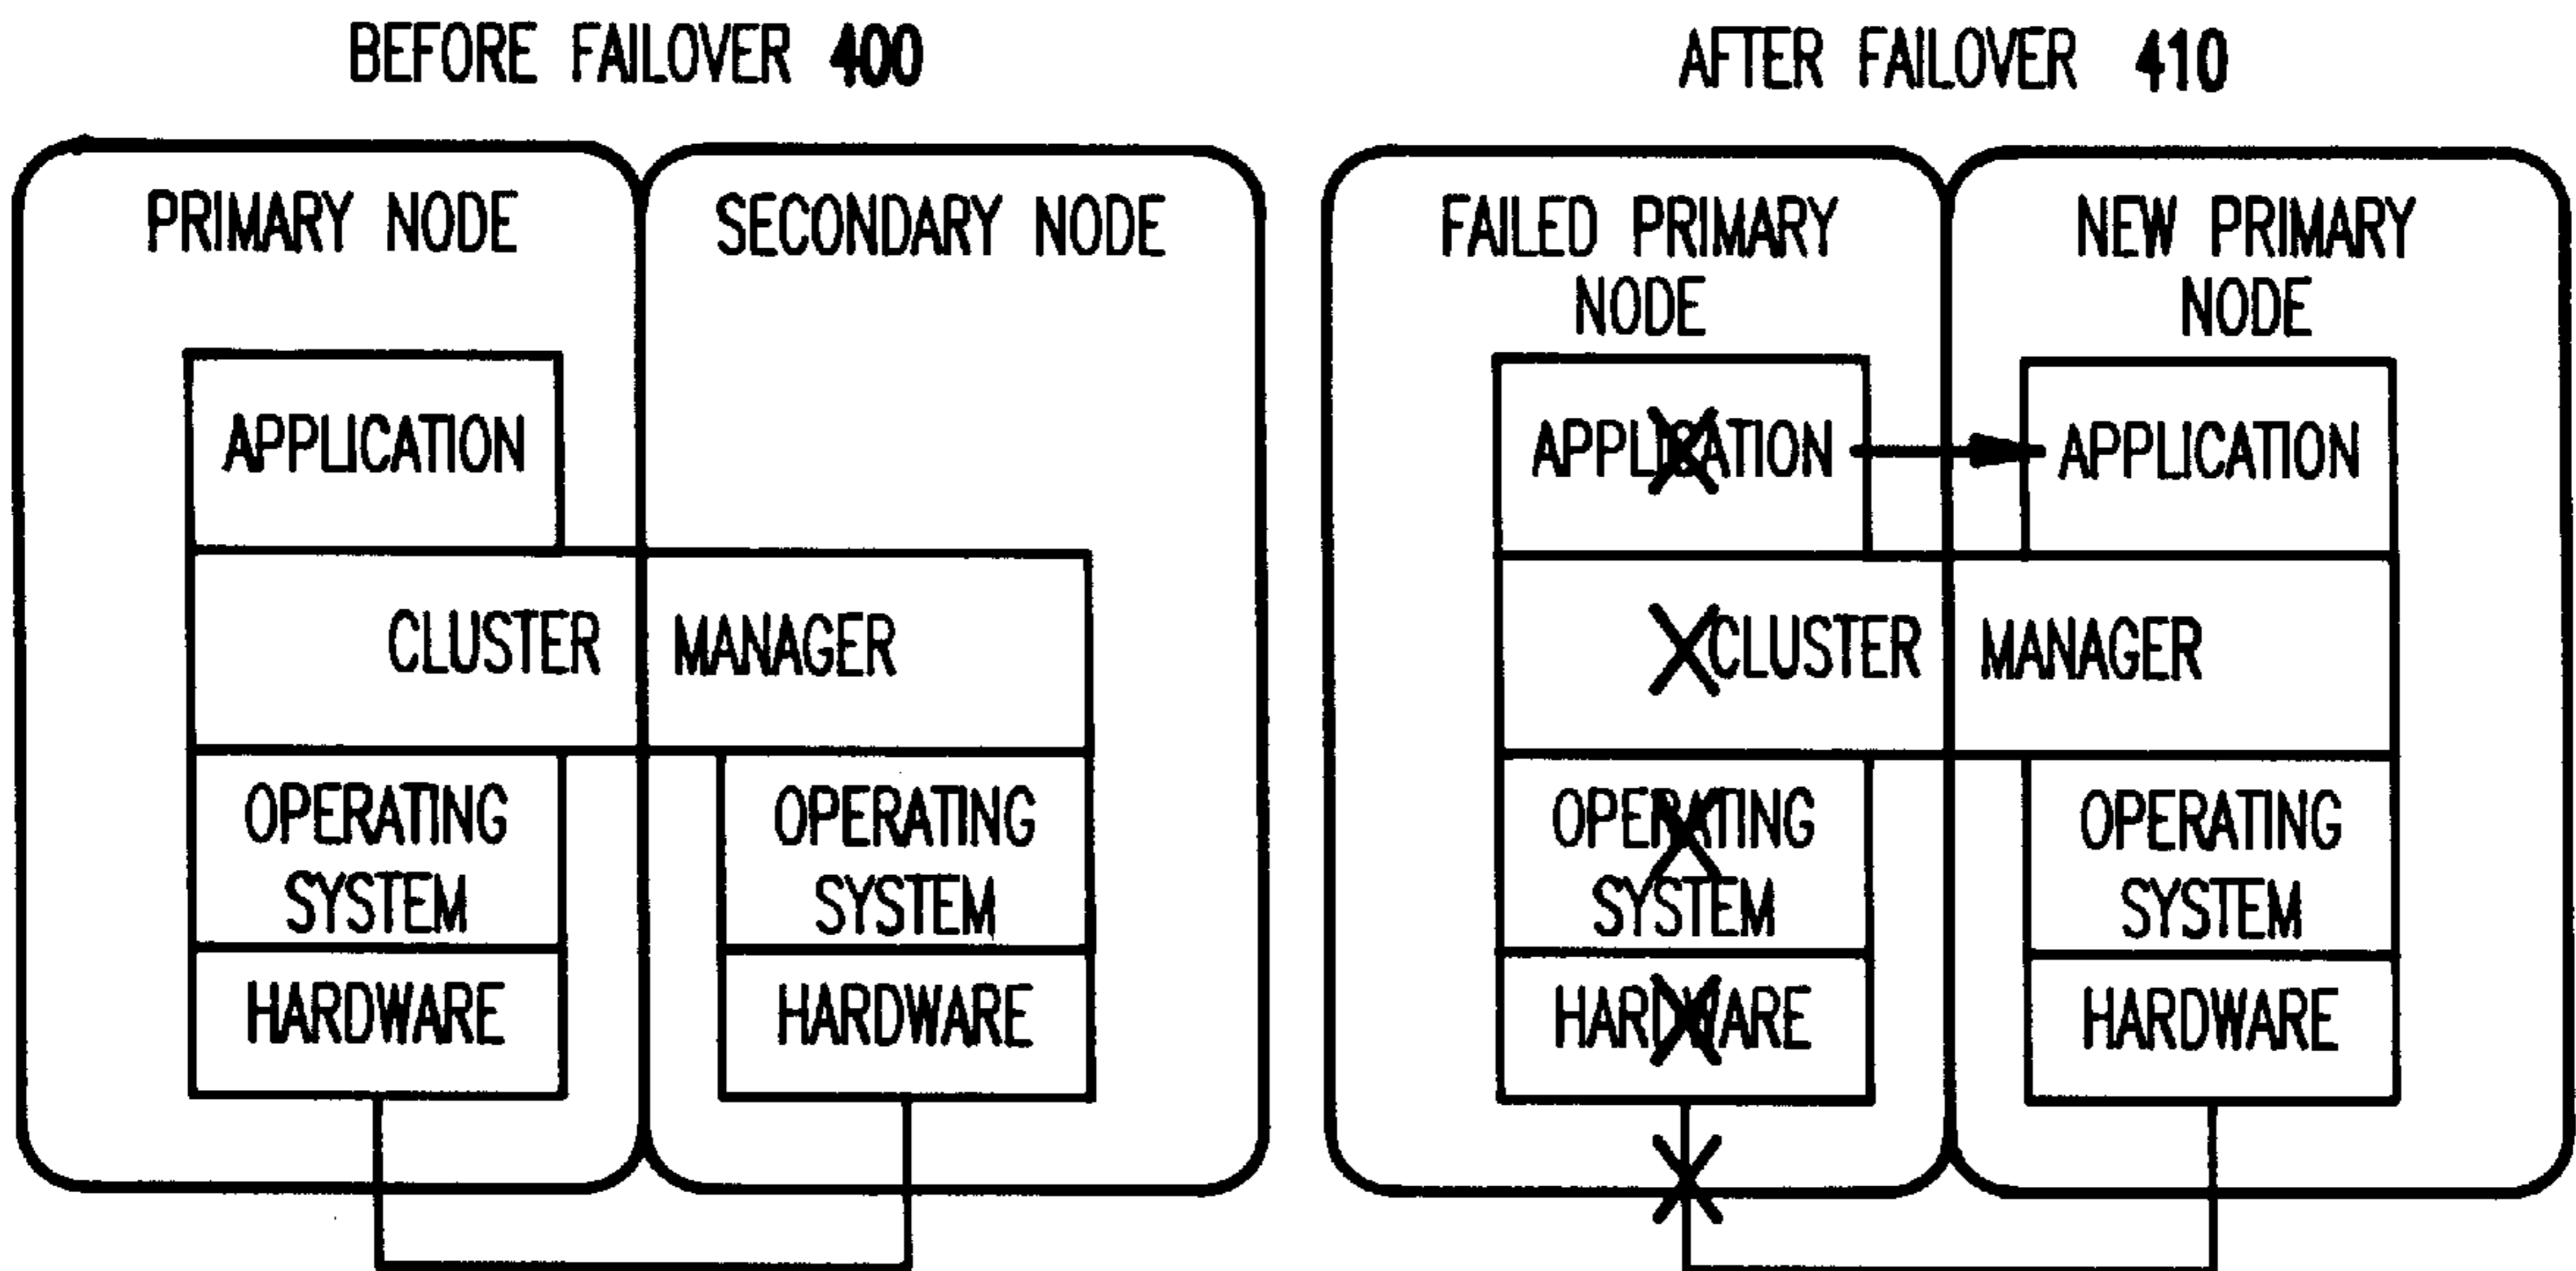 BEFORE FAILOVER 400
PRIMARY NODE
SECONDARY NODE
APPLICATION
CLUSTER MANAGER
OPERATING
SYSTEM
OPERATING
SYSTEM
HARDWARE
HARDWARE
AFTER FAILOVER 410
FAILED PRIMARY
NODE
NEW PRIMARY
NODE
APPLICATION
APPLICATION
CLUSTER MANAGER
OPERATING
SYSTEM
OPERATING
SYSTEM
HARDWARE
HARDWARE